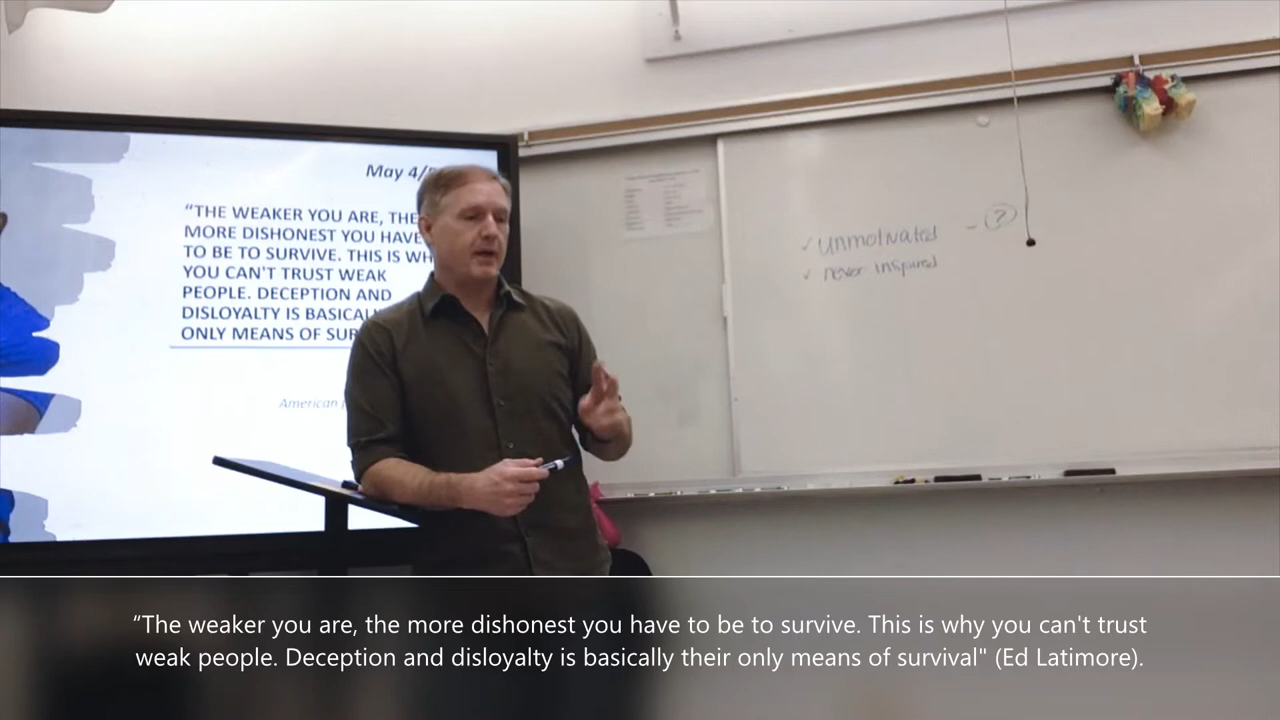 May 4/
“THE WEAKER YOU ARE, THE
MORE DISHONEST YOU HAVE
TO BE TO SURVIVE. THIS IS WH
YOU CAN'T TRUST WEAK
PEOPLE. DECEPTION AND
DISLOYALTY IS BASICAL
ONLY MEANS OF SUR
American
✓ unmotivated - ?
✓ never inspired
“The weaker you are, the more dishonest you have to be to survive. This is why you can't trust
weak people. Deception and disloyalty is basically their only means of survival" (Ed Latimore).